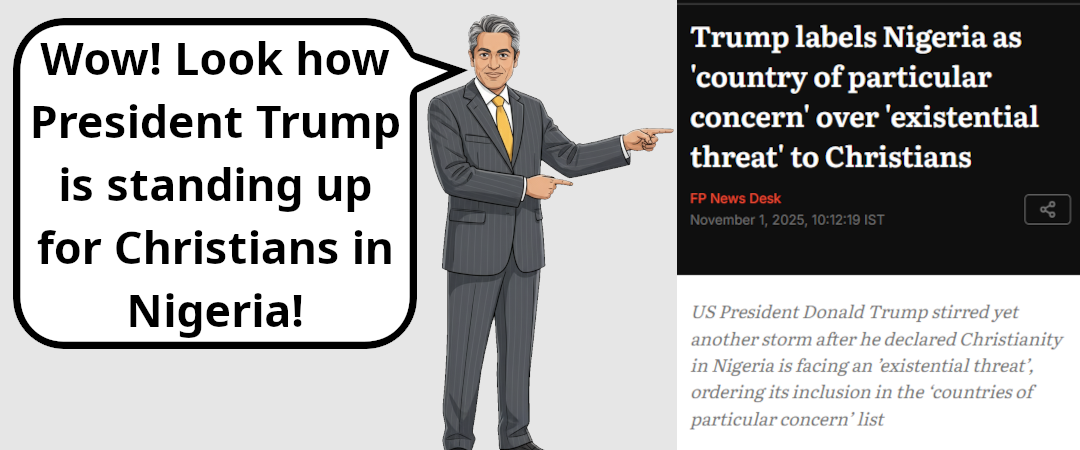 Wow! Look how
President Trump
is standing up
for Christians in
Nigeria!
Trump labels Nigeria as
'country of particular
concern' over 'existential
threat' to Christians
FP News Desk
November 1, 2025, 10:12:19 IST
US President Donald Trump stirred yet
another storm after he declared Christianity
in Nigeria is facing an 'existential threat',
ordering its inclusion in the 'countries of
particular concern' list